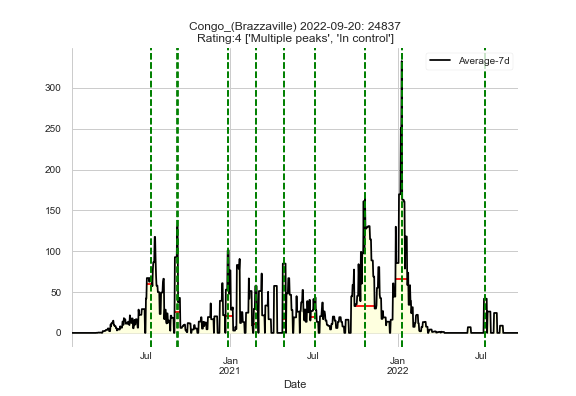 Congo_(Brazzaville) 2022-09-20: 24837
Rating:4 ['Multiple peaks', 'In control']
Average-7d
300
250
200
150
100
50
0
Jul
Jan
2021
Jul
Jan
2022
Jul
Date